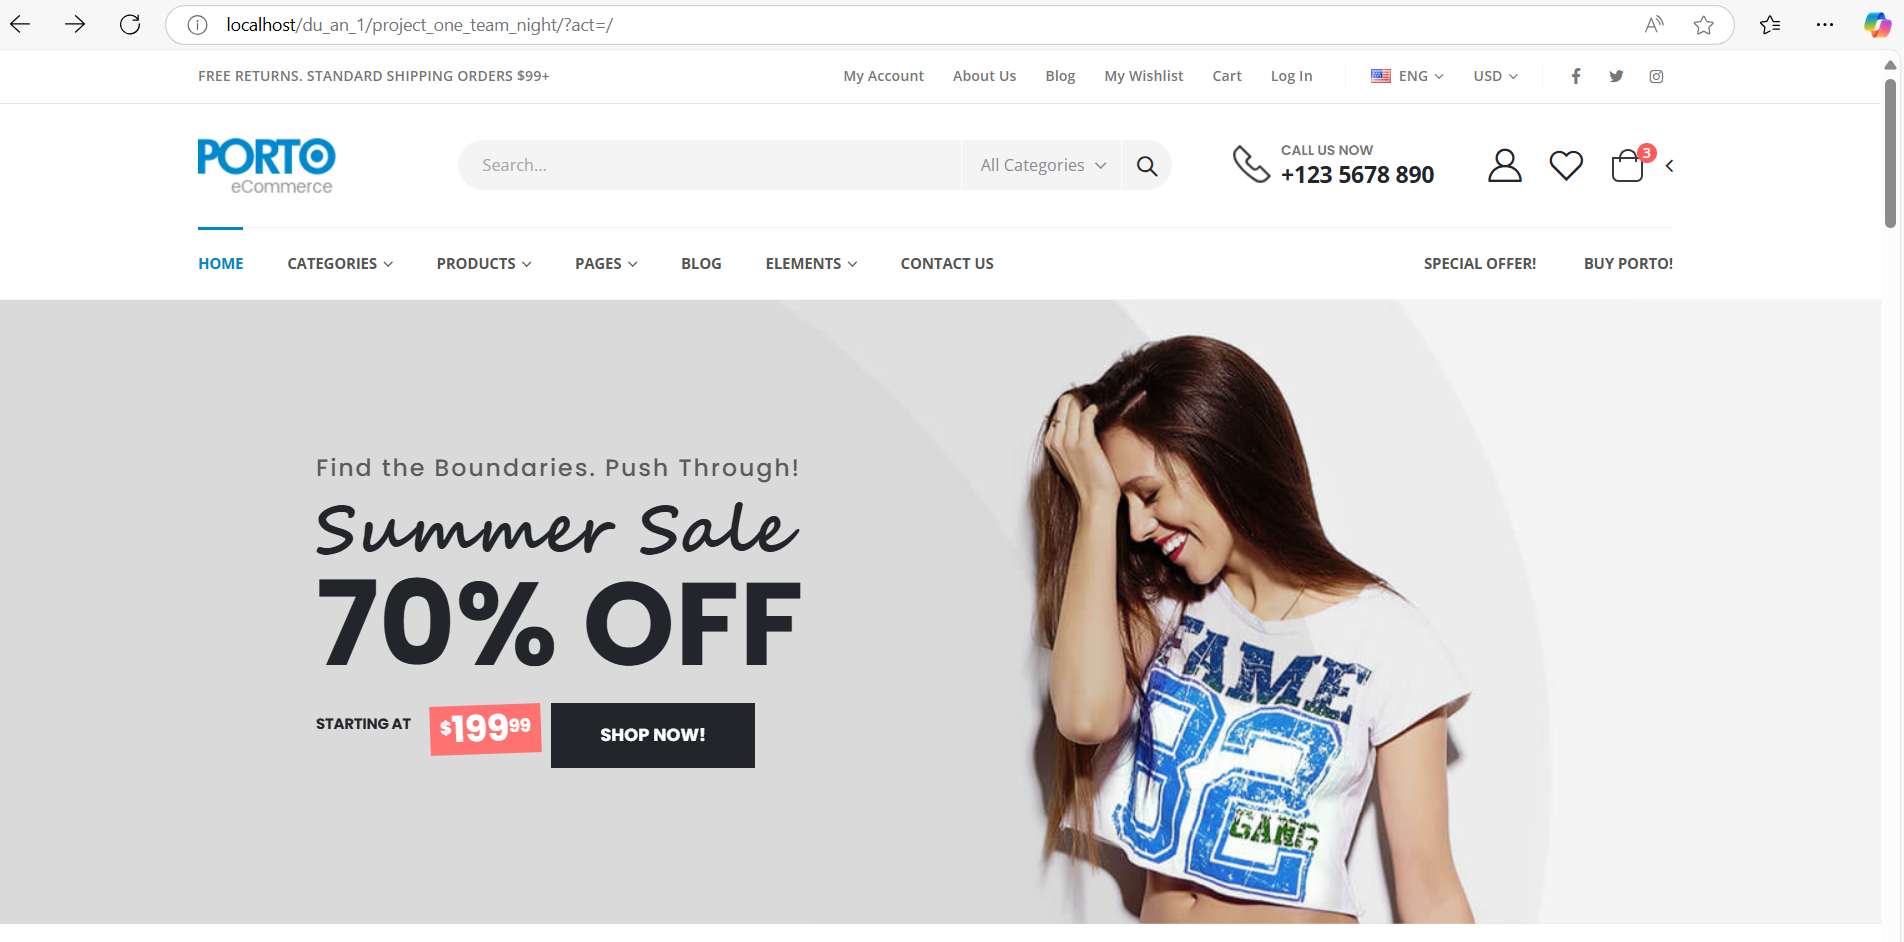 localhost/du_an_1/project_one_team_night/?act=/
FREE RETURNS. STANDARD SHIPPING ORDERS $99+
My Account About Us Blog My Wishlist Cart Log In ENG USD
PORTO
eCommerce
Search...
All Categories
CALL US NOW
+123 5678 890
3
HOME CATEGORIES PRODUCTS PAGES BLOG ELEMENTS CONTACT US SPECIAL OFFER! BUY PORTO!
Find the Boundaries. Push Through!
Summer Sale
70% OFF
STARTING AT $19999 SHOP NOW!
FAME
82
GANG